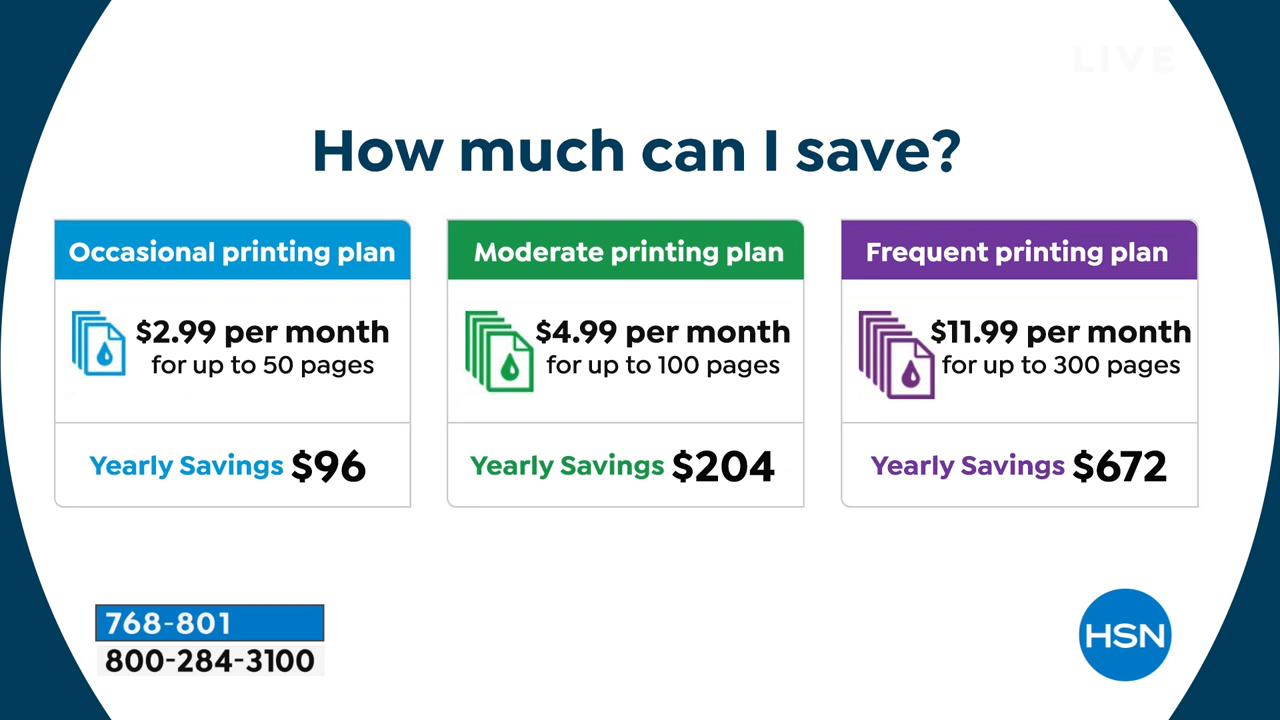 LIVE
How much can I save?
Occasional printing plan
$2.99 per month
for up to 50 pages
Yearly Savings $96
Moderate printing plan
$4.99 per month
for up to 100 pages
Yearly Savings $204
Frequent printing plan
$11.99 per month
for up to 300 pages
Yearly Savings $672
768-801
800-284-3100
HSN